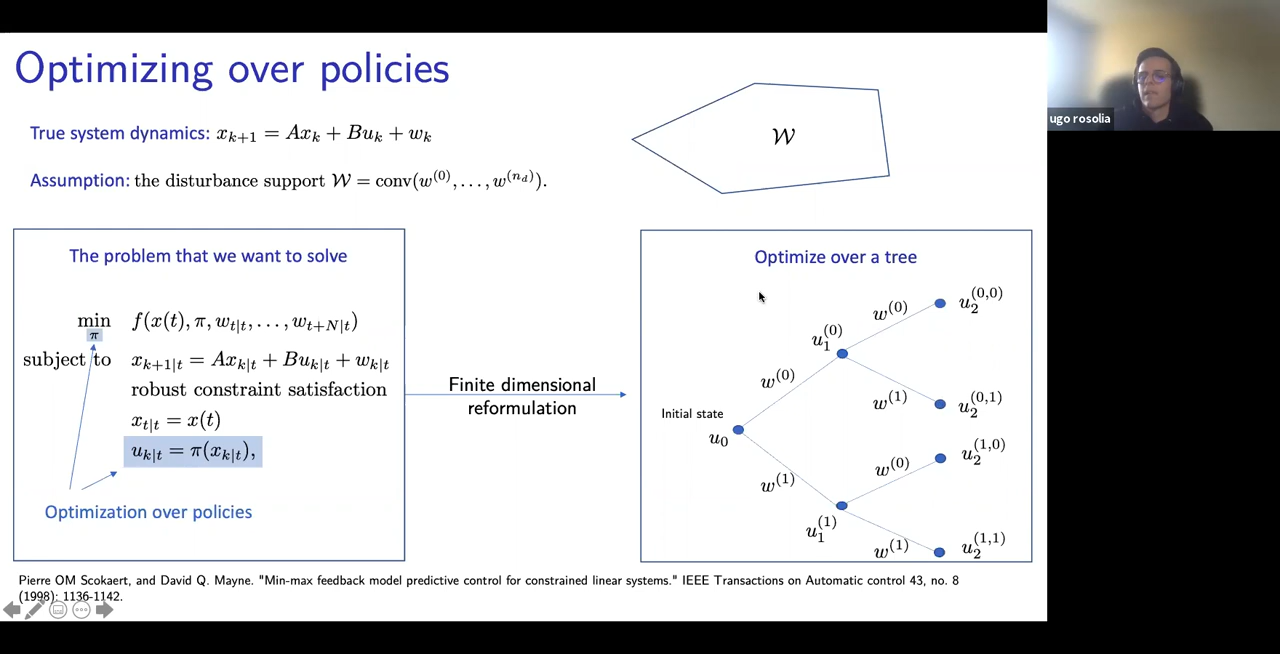 Optimizing over policies
True system dynamics: x_{k+1} = Ax_k + Bu_k + w_k
Assumption: the disturbance support 𝒲 = conv(w^{(0)}, . . . , w^{(n_d)}).
𝒲
ugo rosolia
The problem that we want to solve
min_π f(x(t), π, w_{t|t}, . . . , w_{t+N|t})
subject to x_{k+1|t} = Ax_{k|t} + Bu_{k|t} + w_{k|t}
robust constraint satisfaction
x_{t|t} = x(t)
u_{k|t} = π(x_{k|t}),
Optimization over policies
Finite dimensional
reformulation
Optimize over a tree
w^{(0)} u_2^{(0,0)}
u_1^{(0)}
w^{(0)}
w^{(1)} u_2^{(0,1)}
Initial state
u_0
w^{(0)} u_2^{(1,0)}
w^{(1)}
u_1^{(1)}
w^{(1)} u_2^{(1,1)}
Pierre OM Scokaert, and David Q. Mayne. "Min-max feedback model predictive control for constrained linear systems." IEEE Transactions on Automatic control 43, no. 8
(1998): 1136-1142.